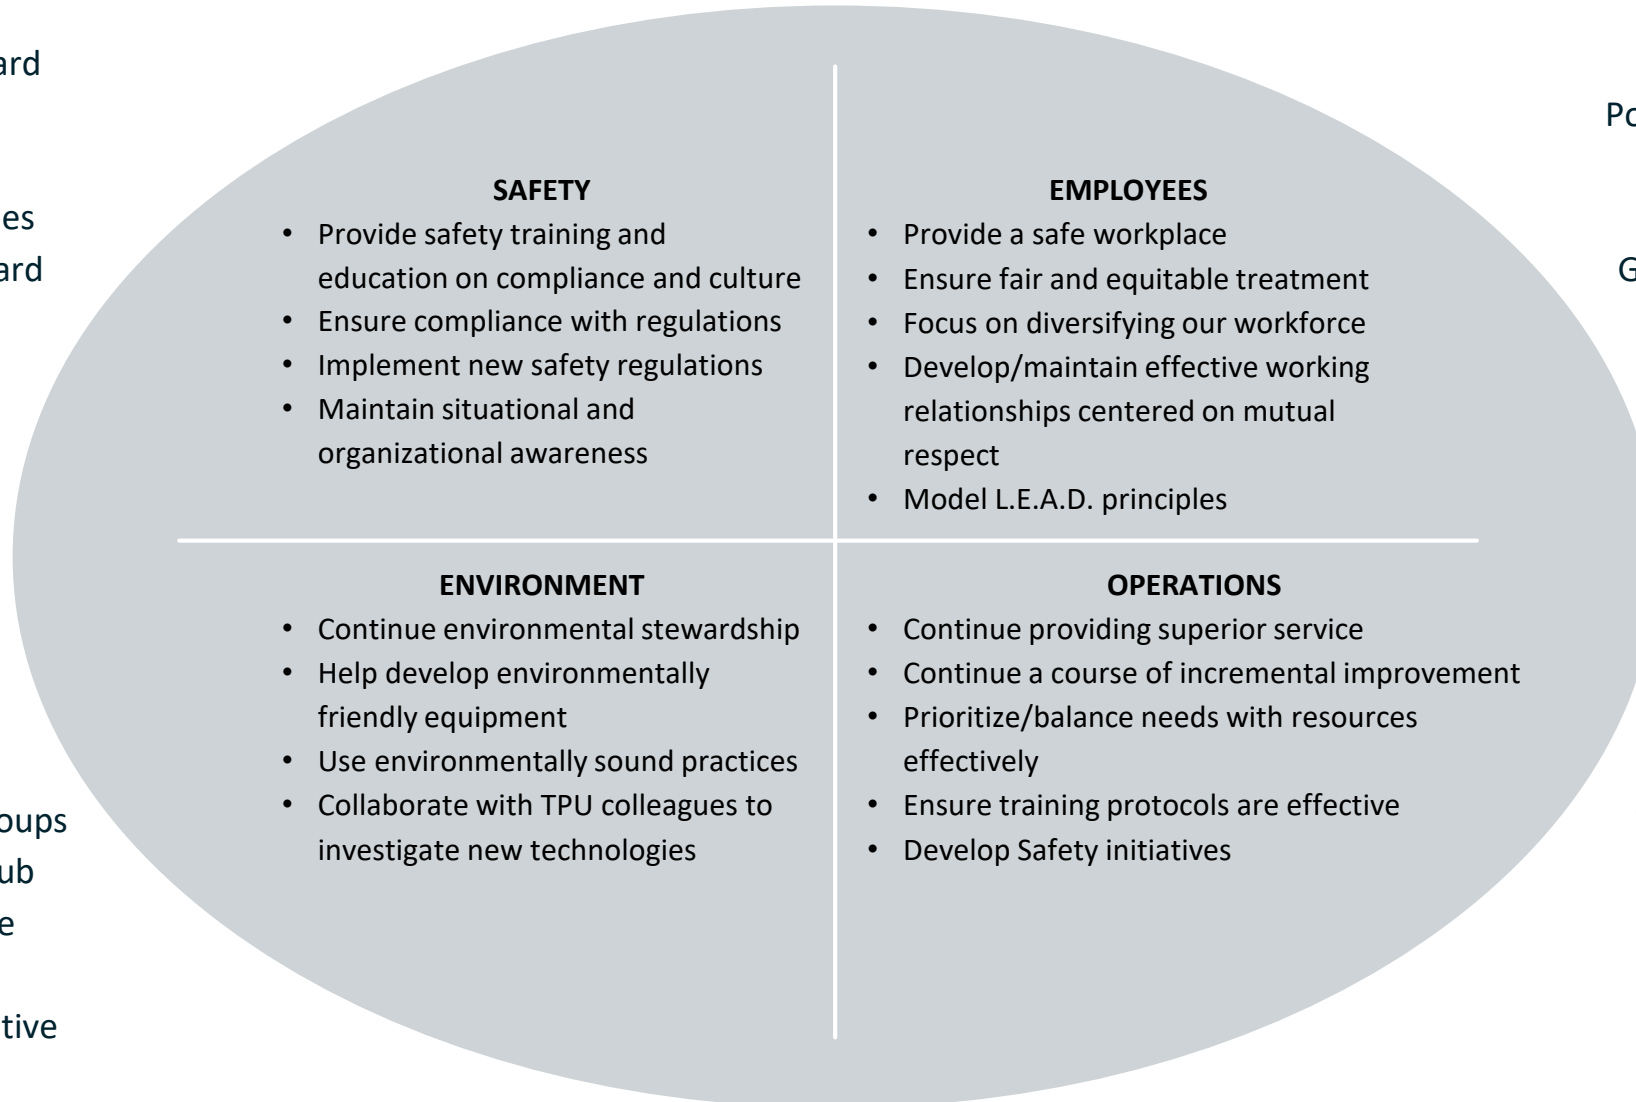 SAFETY
• Provide safety training and
education on compliance and culture
• Ensure compliance with regulations
• Implement new safety regulations
• Maintain situational and
organizational awareness
EMPLOYEES
• Provide a safe workplace
• Ensure fair and equitable treatment
• Focus on diversifying our workforce
• Develop/maintain effective working
relationships centered on mutual
respect
• Model L.E.A.D. principles
ENVIRONMENT
• Continue environmental stewardship
• Help develop environmentally
friendly equipment
• Use environmentally sound practices
• Collaborate with TPU colleagues to
investigate new technologies
OPERATIONS
• Continue providing superior service
• Continue a course of incremental improvement
• Prioritize/balance needs with resources
effectively
• Ensure training protocols are effective
• Develop Safety initiatives